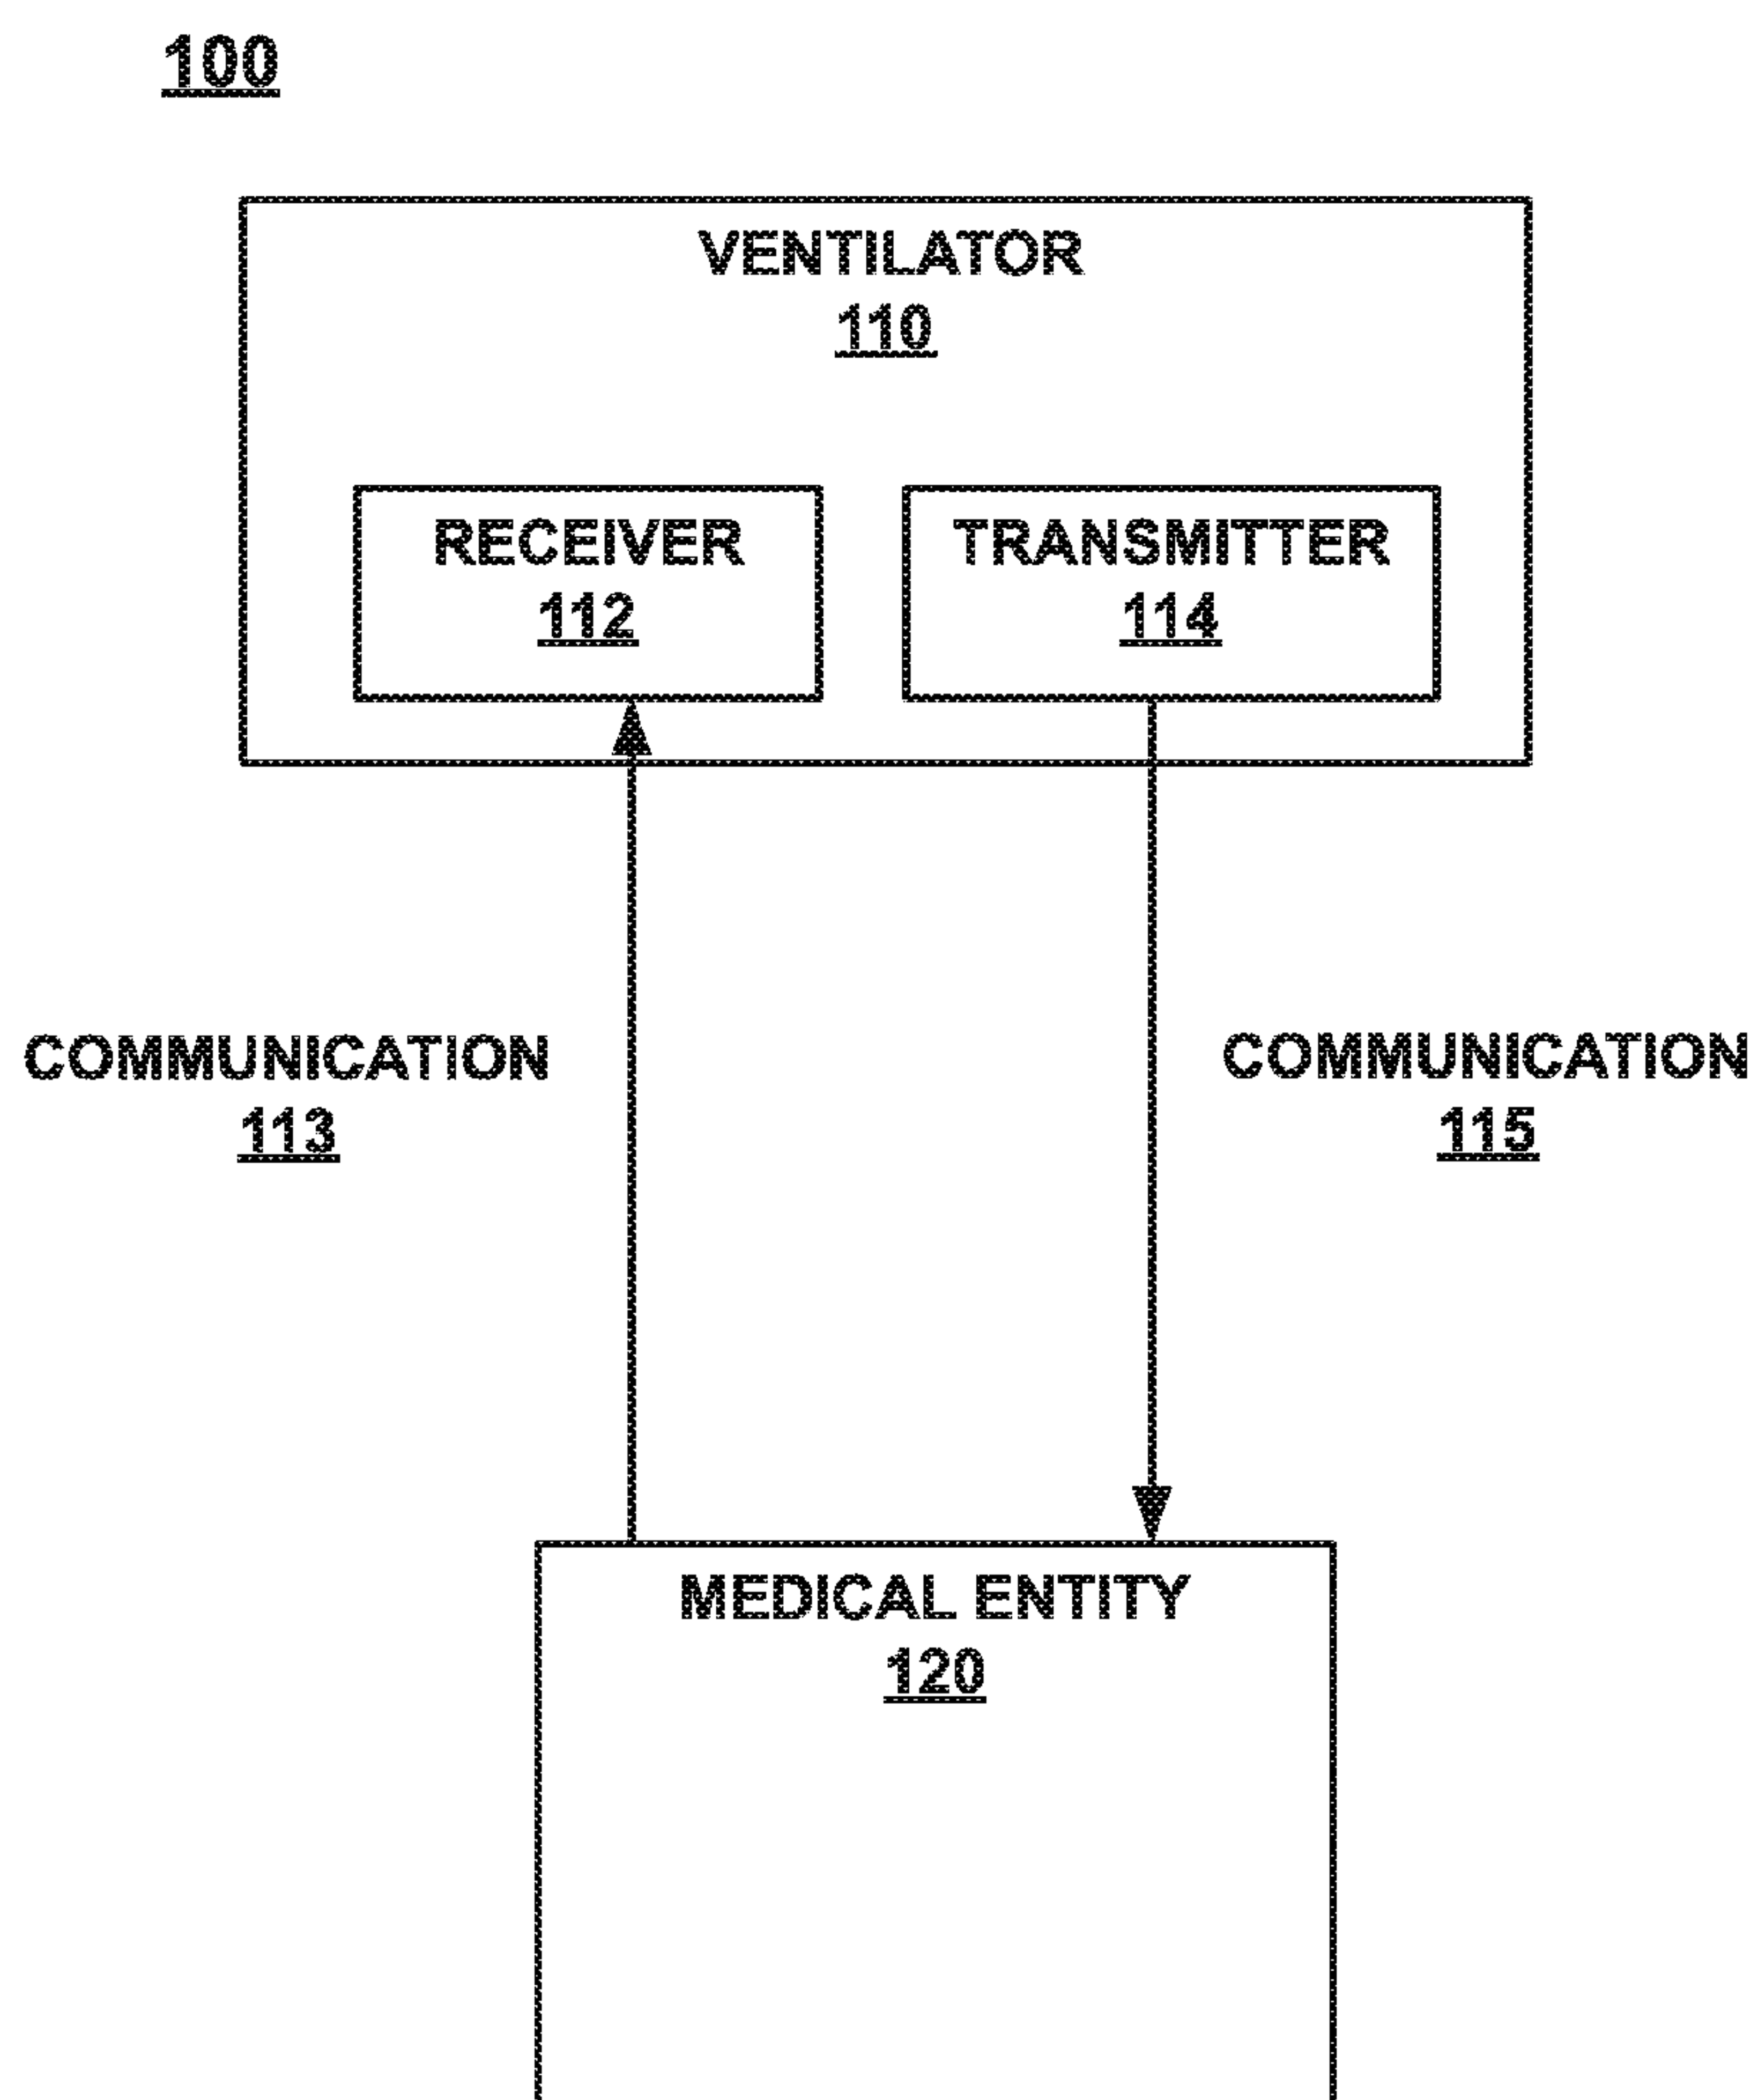 100
VENTILATOR
110
RECEIVER
112
TRANSMITTER
114
COMMUNICATION
113
COMMUNICATION
115
MEDICAL ENTITY
120